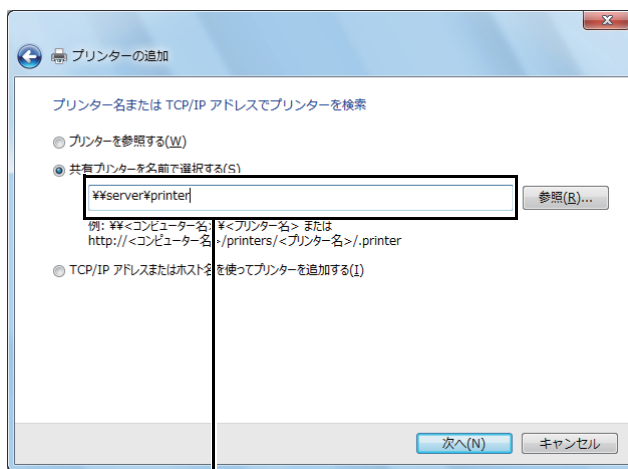 プリンターの追加
プリンター名または TCP/IP アドレスでプリンターを検索
プリンターを参照する(W)
共有プリンターを名前で選択する(S)
¥¥server¥printer
参照(R)...
例: ¥¥<コンピューター名>¥<プリンター名> または
http://<コンピューター名>/printers/<プリンター名>/.printer
TCP/IP アドレスまたはホスト名を使ってプリンターを追加する(I)
次へ(N)
キャンセル